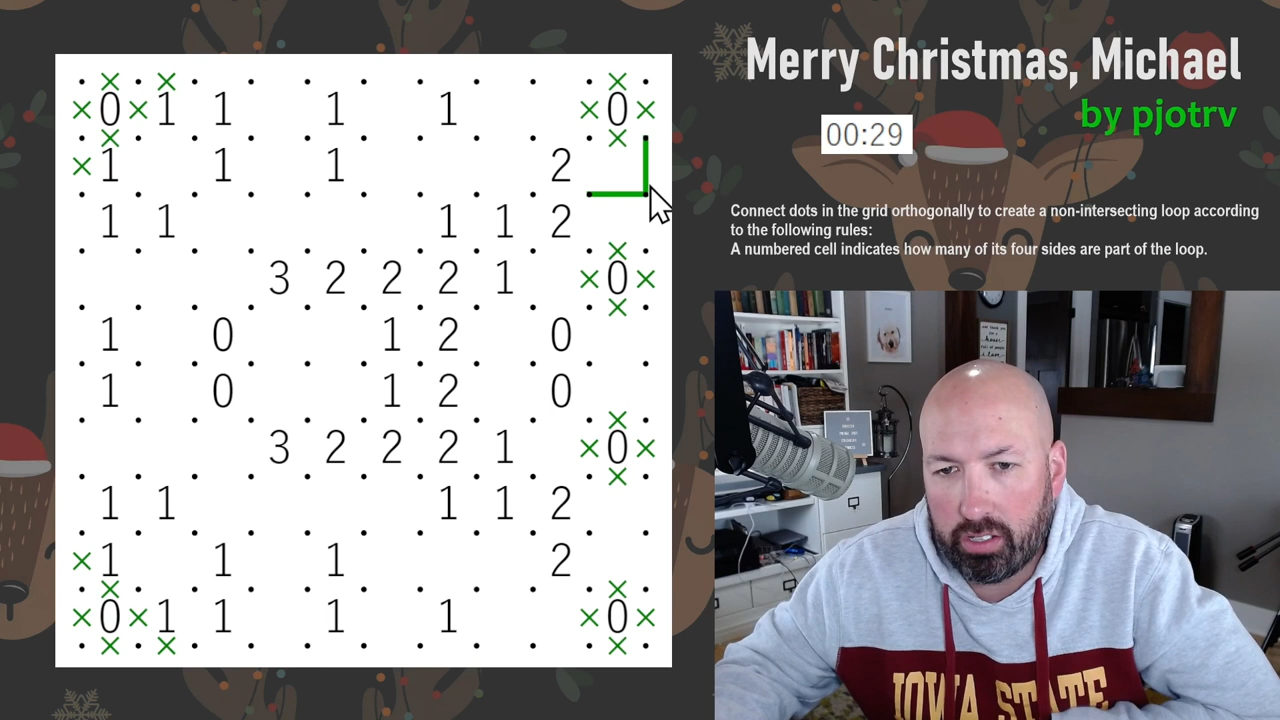 Merry Christmas, Michael
by pjotrv
00:29
Connect dots in the grid orthogonally to create a non-intersecting loop according
to the following rules:
A numbered cell indicates how many of its four sides are part of the loop.
0 1 1 1 1 0
1 1 1 2
1 1 1 1 2
3 2 2 2 1 0
1 0 1 2 0
1 0 1 2 0
3 2 2 2 1 0
1 1 1 1 2
1 1 1 2
0 1 1 1 1 0
IOWA STATE